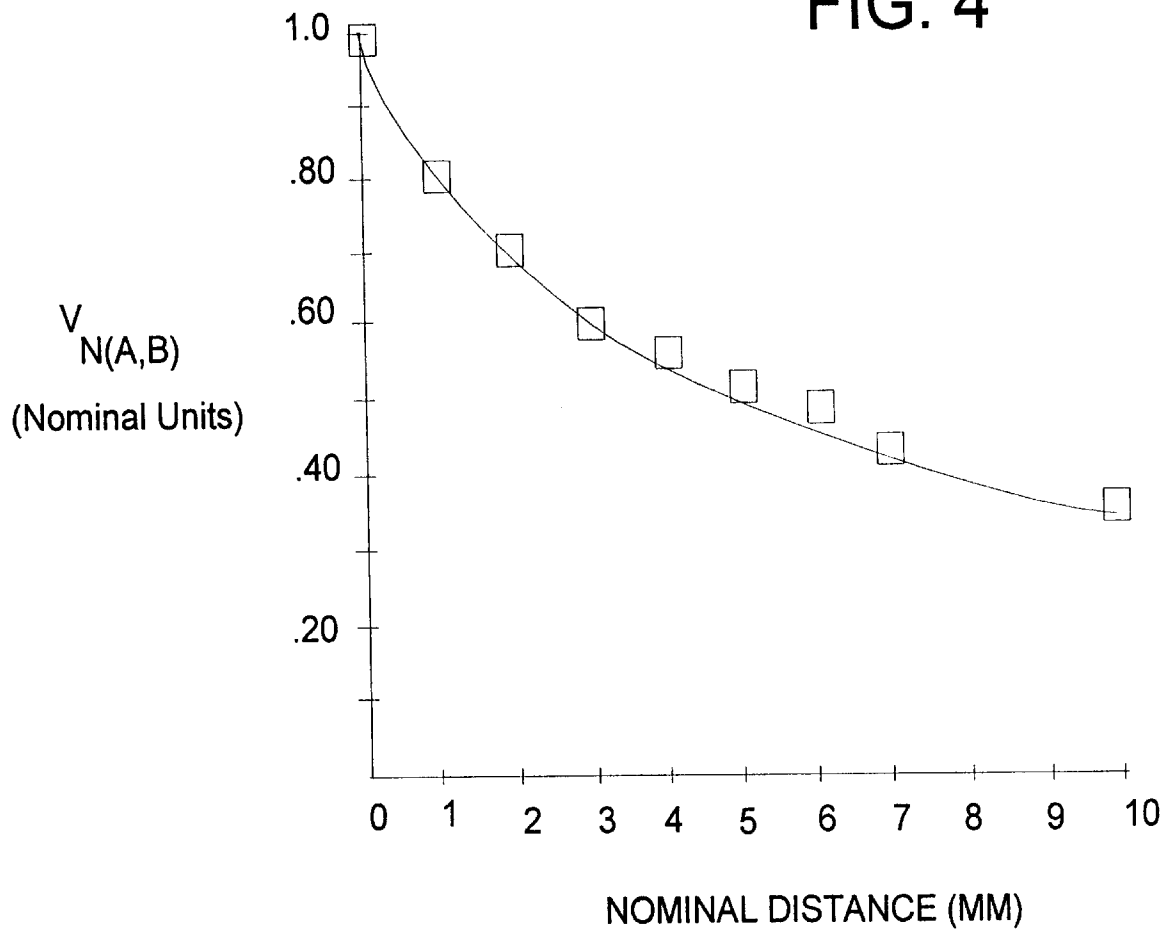 FIG. 4
1.0
.80
.60
.40
.20
V
N(A,B)
(Nominal Units)
0 1 2 3 4 5 6 7 8 9 10
NOMINAL DISTANCE (MM)